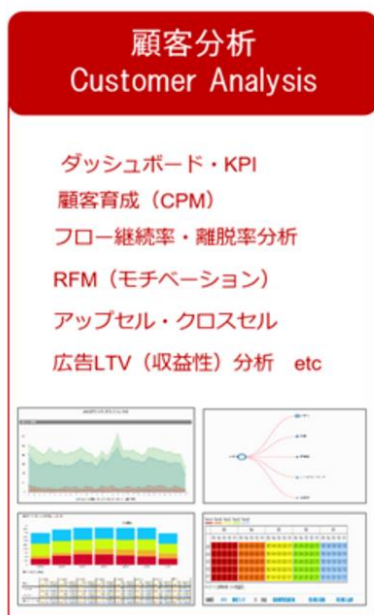 顧客分析
Customer Analysis
ダッシュボード・KPI
顧客育成（CPM）
フロー継続率・離脱率分析
RFM（モチベーション）
アップセル・クロスセル
広告LTV（収益性）分析　etc